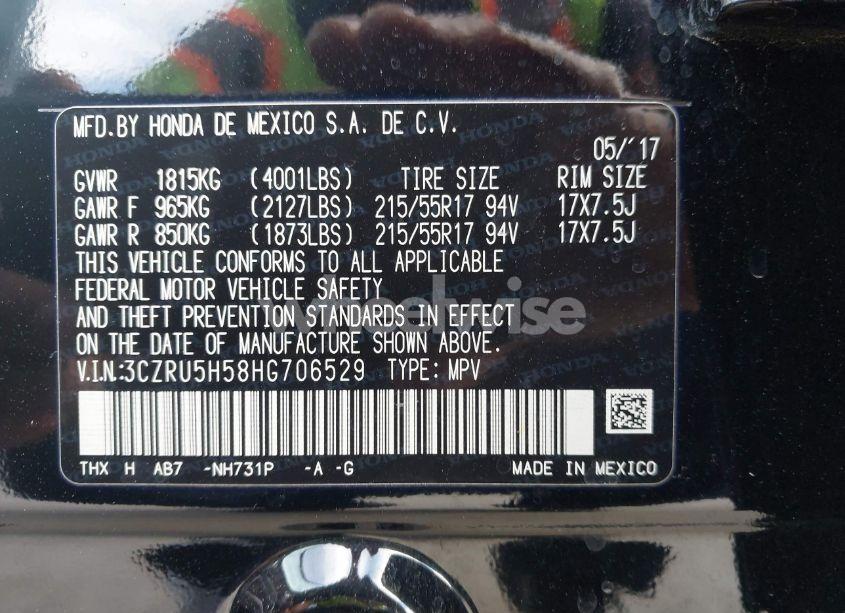 MFD.BY HONDA DE MEXICO S.A. DE C.V.
05/'17
GVWR 1815KG (4001LBS) TIRE SIZE RIM SIZE
GAWR F 965KG (2127LBS) 215/55R17 94V 17X7.5J
GAWR R 850KG (1873LBS) 215/55R17 94V 17X7.5J
THIS VEHICLE CONFORMS TO ALL APPLICABLE
FEDERAL MOTOR VEHICLE SAFETY
AND THEFT PREVENTION STANDARDS IN EFFECT
ON THE DATE OF MANUFACTURE SHOWN ABOVE.
V.I.N:3CZRU5H58HG706529 TYPE: MPV
THX H AB7 -NH731P -A -G MADE IN MEXICO